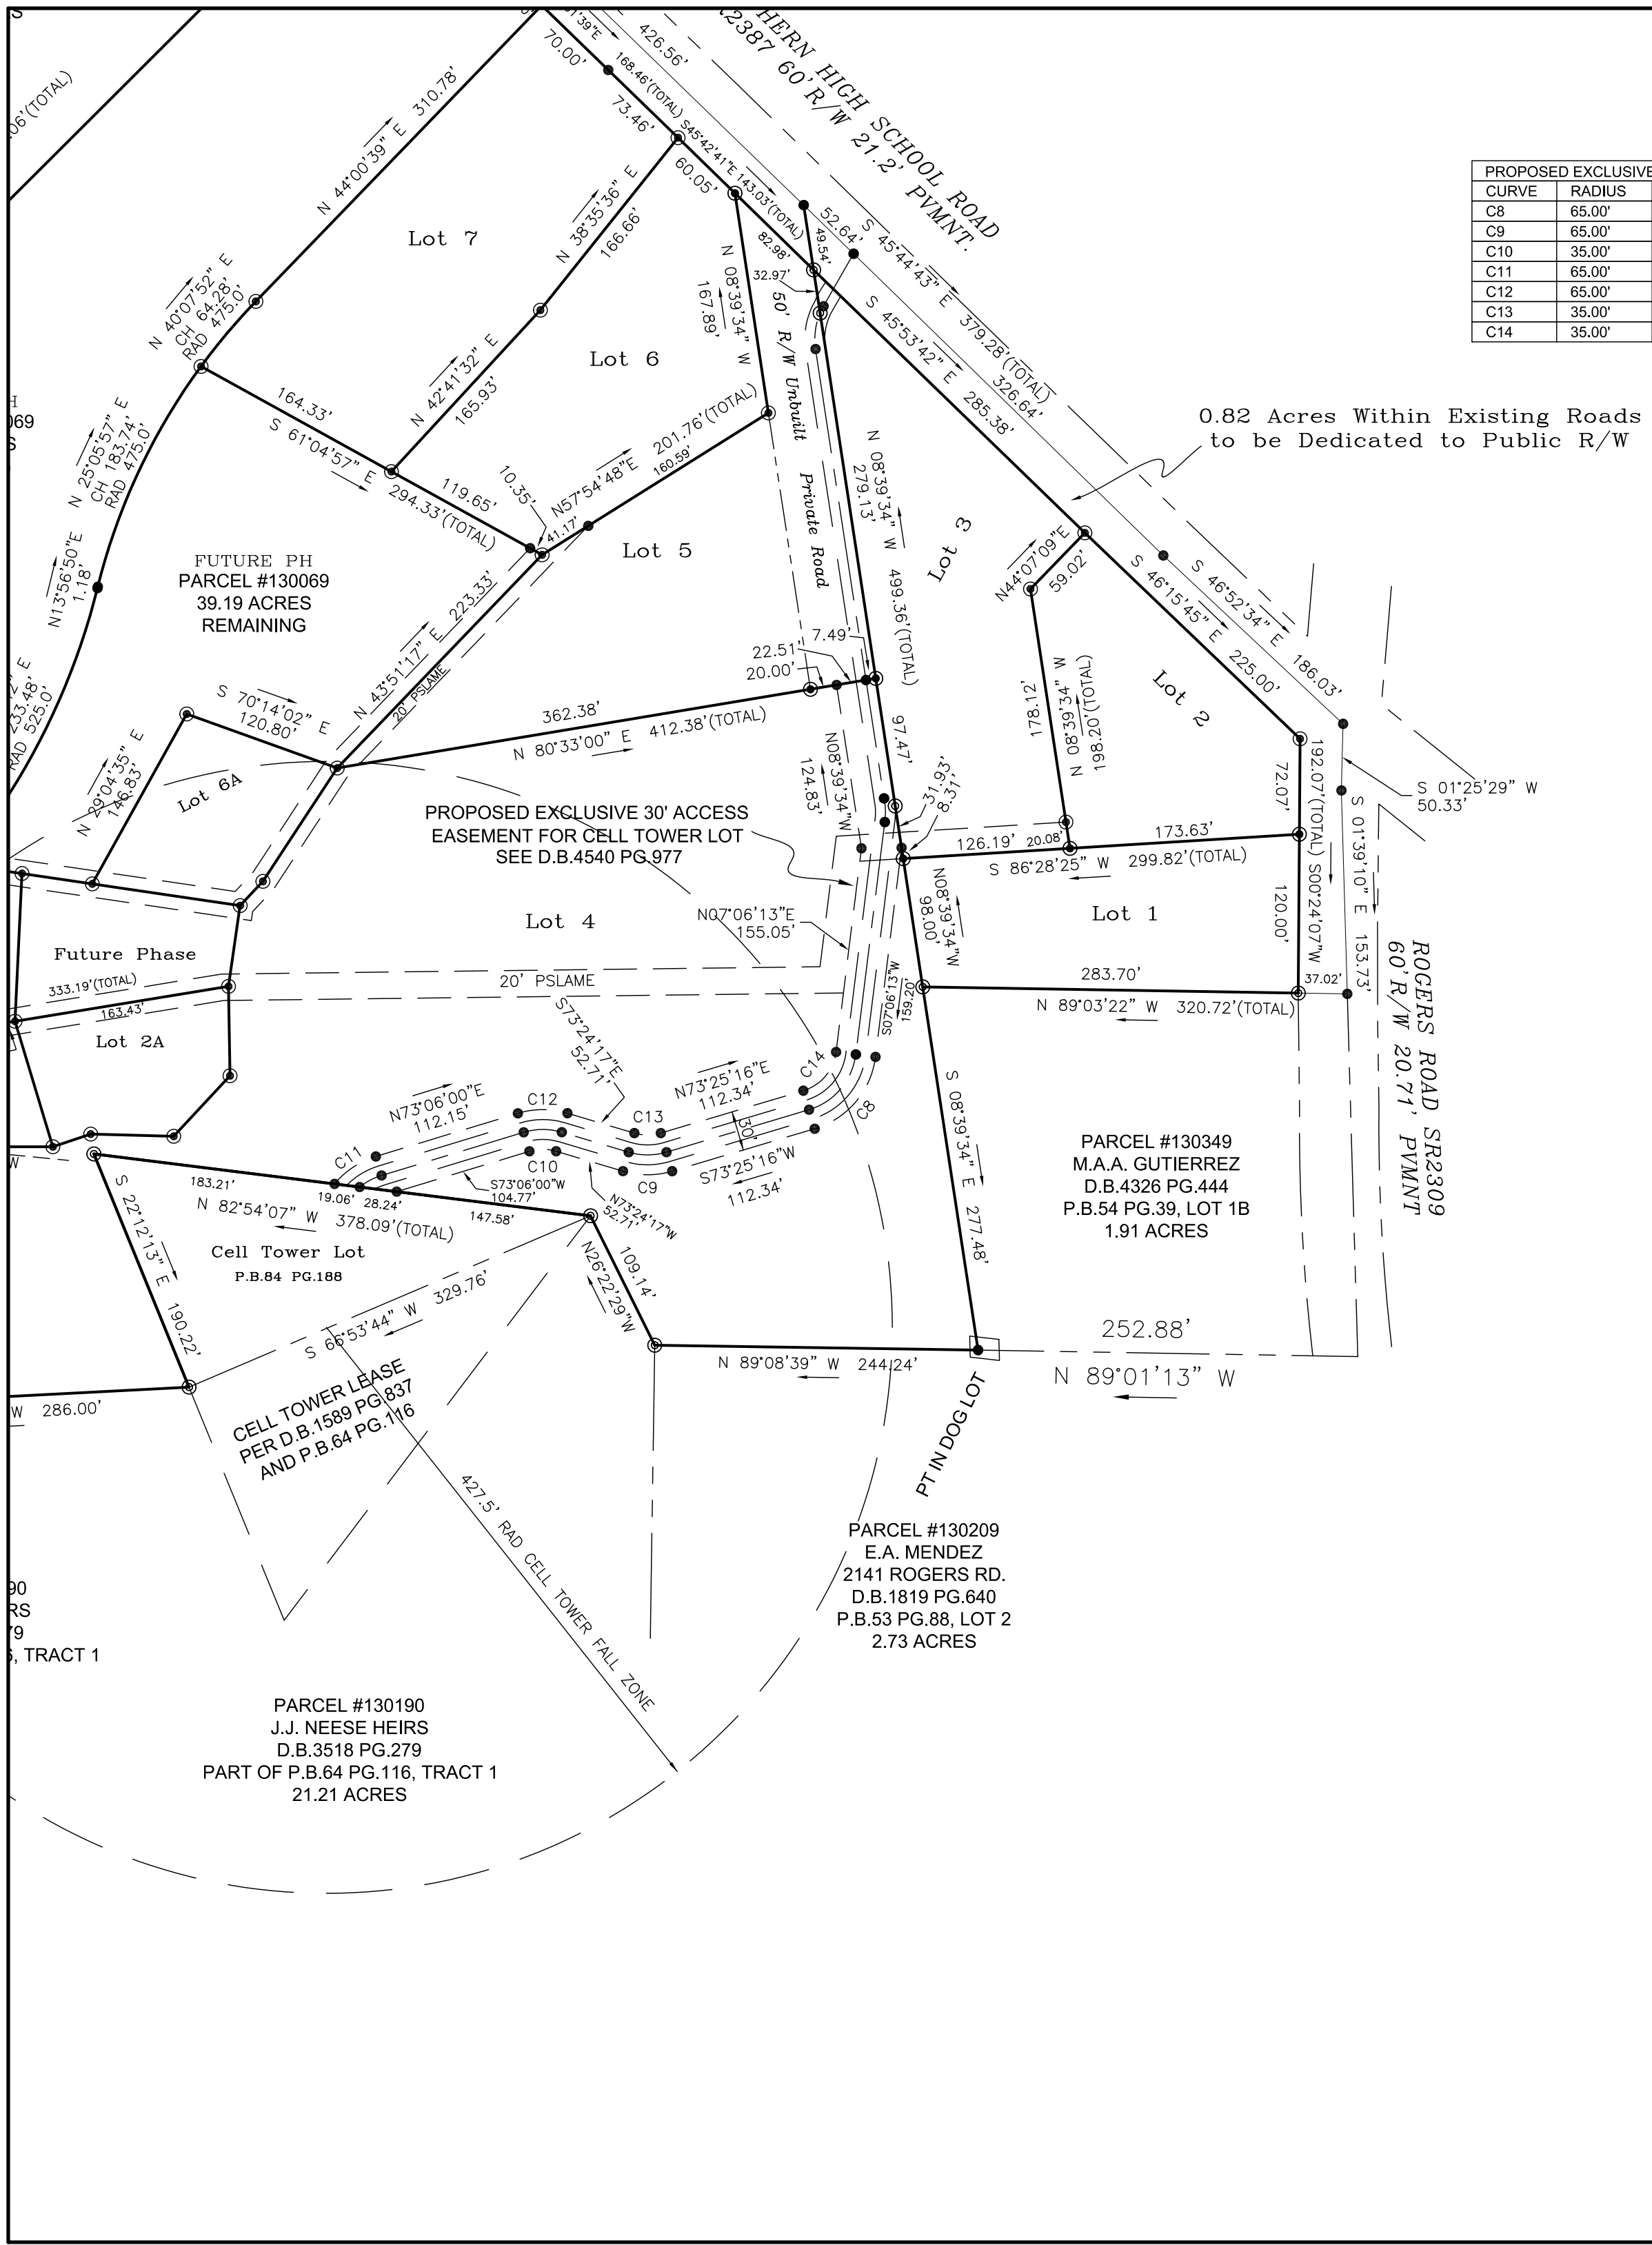 HERN HIGH SCHOOL ROAD
R2387 60' R/W 21.2' PVMNT.
PROPOSED EXCLUSIVE
CURVE RADIUS
C8 65.00'
C9 65.00'
C10 35.00'
C11 65.00'
C12 65.00'
C13 35.00'
C14 35.00'
.06'(TOTAL)
N 44°00'39" E 310.78'
70.00'
01'39"E
168.46'(TOTAL)
426.56'
73.46'
60.05'
S45°42'41"E 143.03'(TOTAL)
82.98'
52.64'
49.54'
32.97'
S 45°44'43" E 379.28'(TOTAL)
326.64'
S 45°53'42" E 285.38'
Lot 7
N 38°35'36" E
166.66'
N 40°07'52" E
CH 64.28'
RAD 475.0'
N 08°39'34" W
167.89'
50' R/W Unbuilt
Private Road
Lot 6
N 42°41'32" E
165.93'
164.33'
S 61°04'57" E
294.33'(TOTAL)
119.65'
10.35'
41.17'
N57°54'48"E 201.76'(TOTAL)
160.59'
0.82 Acres Within Existing Roads
to be Dedicated to Public R/W
H
069
S
N 25°05'57" E
CH 183.74'
RAD 475.0'
N13°56'50"E
1.18'
233.48' E
RAD 525.0'
FUTURE PH
PARCEL #130069
39.19 ACRES
REMAINING
Lot 5
N 08°39'34" W 499.36'(TOTAL)
279.13'
Lot 3
N44°07'09"E
59.02'
S 46°15'45" E 225.00'
S 46°52'34" E 186.03'
Lot 2
N 43°51'17" E 223.33'
20' PSLAME
7.49'
22.51'
20.00'
178.12'
N 08°39'34" W
198.20'(TOTAL)
S 70°14'02" E
120.80'
362.38'
N 80°33'00" E 412.38'(TOTAL)
97.47'
N08°39'34"W
124.83'
S 01°25'29" W
50.33'
Lot 6A
N 29°04'35" E
146.83'
PROPOSED EXCLUSIVE 30' ACCESS
EASEMENT FOR CELL TOWER LOT
SEE D.B.4540 PG.977
31.93'
8.31'
126.19'
20.08'
173.63'
S 86°28'25" W 299.82'(TOTAL)
72.07'
192.07'(TOTAL) S00°24'07"W
120.00'
S 01°39'10" E 153.73'
Lot 4
N07°06'13"E
155.05'
N08°39'34"W
98.00'
Lot 1
Future Phase
333.19'(TOTAL)
163.43'
20' PSLAME
S07°06'13"W
159.20'
283.70'
37.02'
N 89°03'22" W 320.72'(TOTAL)
ROGERS ROAD SR2309
60' R/W 20.71' PVMNT
Lot 2A
S73°24'17"E
52.71'
N73°06'00"E
112.15'
C12
C13
N73°25'16"E
112.34'
C14
C8
30'
S73°25'16"W
112.34'
C11
C10
C9
S73°06'00"W
104.77'
N73°24'17"W
52.71'
S 08°39'34" E 277.48'
PARCEL #130349
M.A.A. GUTIERREZ
D.B.4326 PG.444
P.B.54 PG.39, LOT 1B
1.91 ACRES
W
183.21'
19.06'
28.24'
147.58'
N 82°54'07" W 378.09'(TOTAL)
S 22°12'13" E 190.22'
Cell Tower Lot
P.B.84 PG.188
N26°22'29"W
109.14'
S 66°53'44" W 329.76'
N 89°08'39" W 244.24'
252.88'
N 89°01'13" W
W 286.00'
CELL TOWER LEASE
PER D.B.1589 PG.837
AND P.B.64 PG.116
PT IN DOG LOT
427.5' RAD CELL TOWER FALL ZONE
PARCEL #130209
E.A. MENDEZ
2141 ROGERS RD.
D.B.1819 PG.640
P.B.53 PG.88, LOT 2
2.73 ACRES
90
RS
79
, TRACT 1
PARCEL #130190
J.J. NEESE HEIRS
D.B.3518 PG.279
PART OF P.B.64 PG.116, TRACT 1
21.21 ACRES